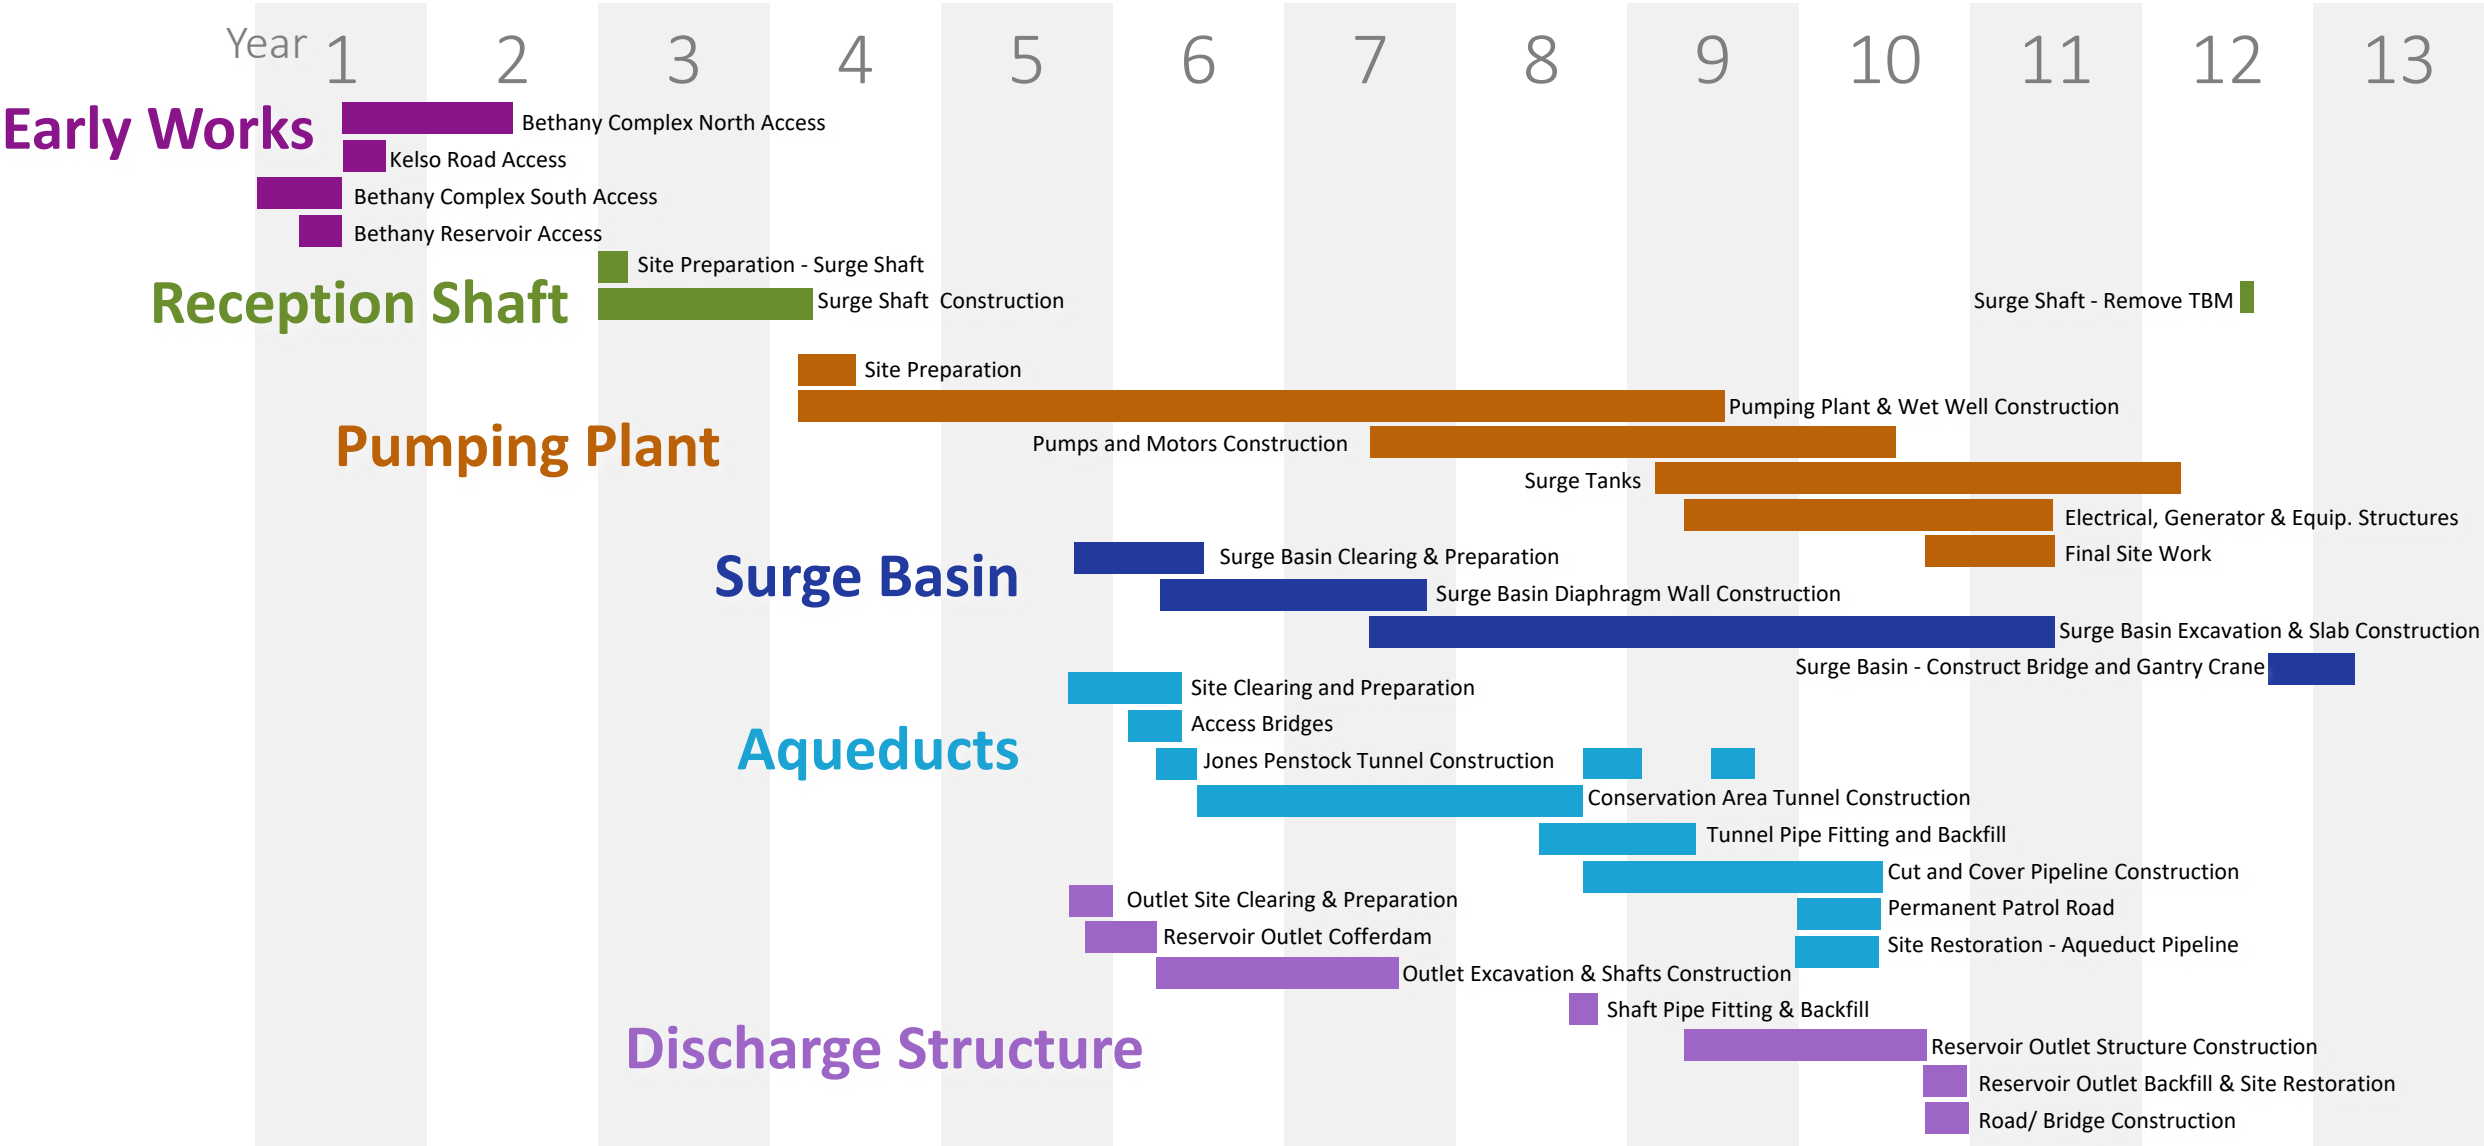 Year 1 2 3 4 5 6 7 8 9 10 11 12 13
Early Works
Bethany Complex North Access
Kelso Road Access
Bethany Complex South Access
Bethany Reservoir Access
Reception Shaft
Site Preparation - Surge Shaft
Surge Shaft Construction
Surge Shaft - Remove TBM
Pumping Plant
Site Preparation
Pumping Plant & Wet Well Construction
Pumps and Motors Construction
Surge Tanks
Electrical, Generator & Equip. Structures
Final Site Work
Surge Basin
Surge Basin Clearing & Preparation
Surge Basin Diaphragm Wall Construction
Surge Basin Excavation & Slab Construction
Surge Basin - Construct Bridge and Gantry Crane
Aqueducts
Site Clearing and Preparation
Access Bridges
Jones Penstock Tunnel Construction
Conservation Area Tunnel Construction
Tunnel Pipe Fitting and Backfill
Cut and Cover Pipeline Construction
Permanent Patrol Road
Site Restoration - Aqueduct Pipeline
Discharge Structure
Outlet Site Clearing & Preparation
Reservoir Outlet Cofferdam
Outlet Excavation & Shafts Construction
Shaft Pipe Fitting & Backfill
Reservoir Outlet Structure Construction
Reservoir Outlet Backfill & Site Restoration
Road/ Bridge Construction